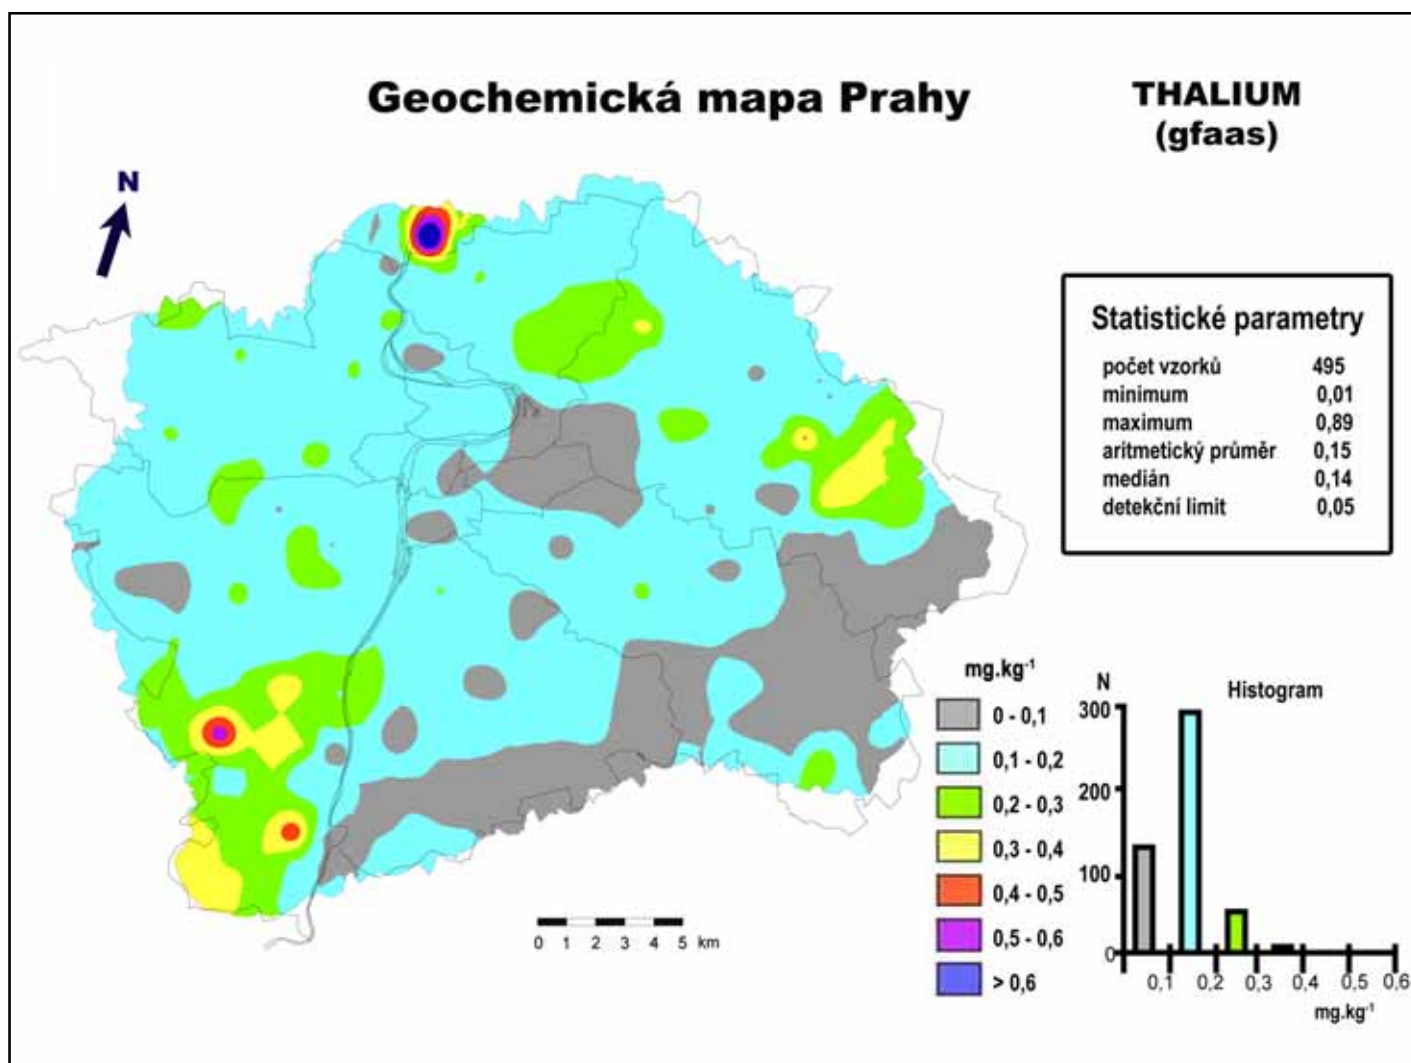 Geochemická mapa Prahy
THALIUM
(gfaas)
N
Statistické parametry
počet vzorků 495
minimum 0,01
maximum 0,89
aritmetický průměr 0,15
medián 0,14
detekční limit 0,05
mg.kg-1
0 - 0,1
0,1 - 0,2
0,2 - 0,3
0,3 - 0,4
0,4 - 0,5
0,5 - 0,6
> 0,6
0 1 2 3 4 5 km
Histogram
N
300
200
100
0
0,1 0,2 0,3 0,4 0,5 0,6
mg.kg-1